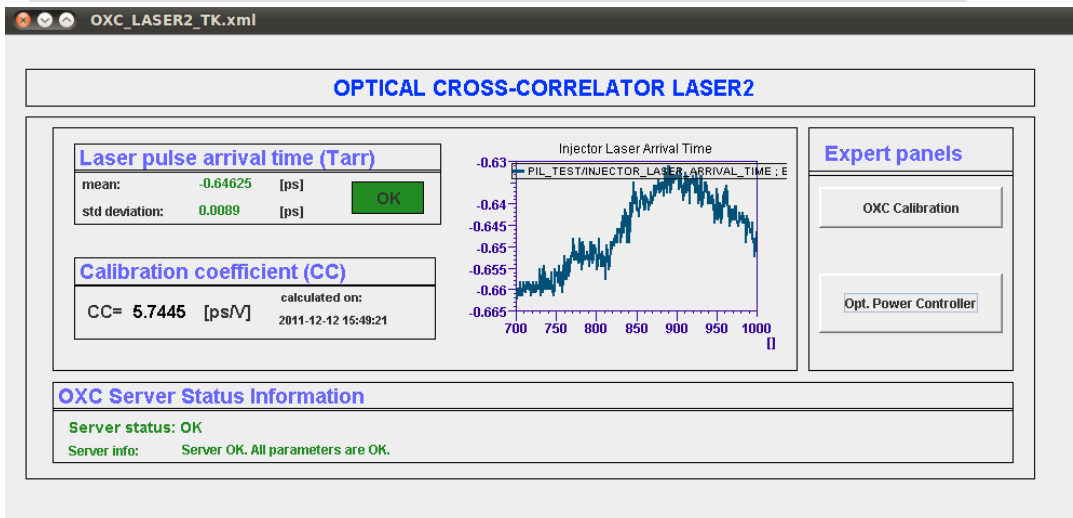 OXC_LASER2_TK.xml
OPTICAL CROSS-CORRELATOR LASER2
Laser pulse arrival time (Tarr)
mean: -0.64625 [ps]
std deviation: 0.0089 [ps]
OK
Calibration coefficient (CC)
CC= 5.7445 [ps/V]
calculated on:
2011-12-12 15:49:21
Injector Laser Arrival Time
PIL_TEST/INJECTOR_LASER_ARRIVAL_TIME ; E
-0.63
-0.64
-0.645
-0.65
-0.655
-0.66
-0.665
700 750 800 850 900 950 1000
[]
Expert panels
OXC Calibration
Opt. Power Controller
OXC Server Status Information
Server status: OK
Server info: Server OK. All parameters are OK.